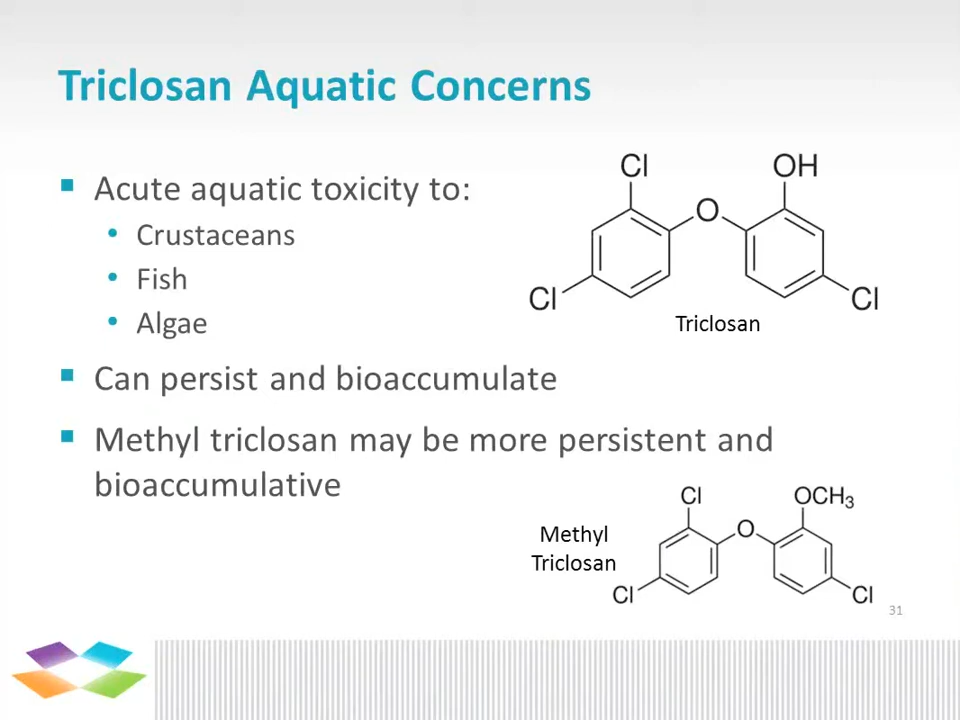 Triclosan Aquatic Concerns
▪ Acute aquatic toxicity to:
• Crustaceans
• Fish
• Algae
▪ Can persist and bioaccumulate
▪ Methyl triclosan may be more persistent and
bioaccumulative
Cl
OH
O
Cl
Cl
Triclosan
Cl
OCH₃
O
Methyl
Triclosan
Cl
Cl
31